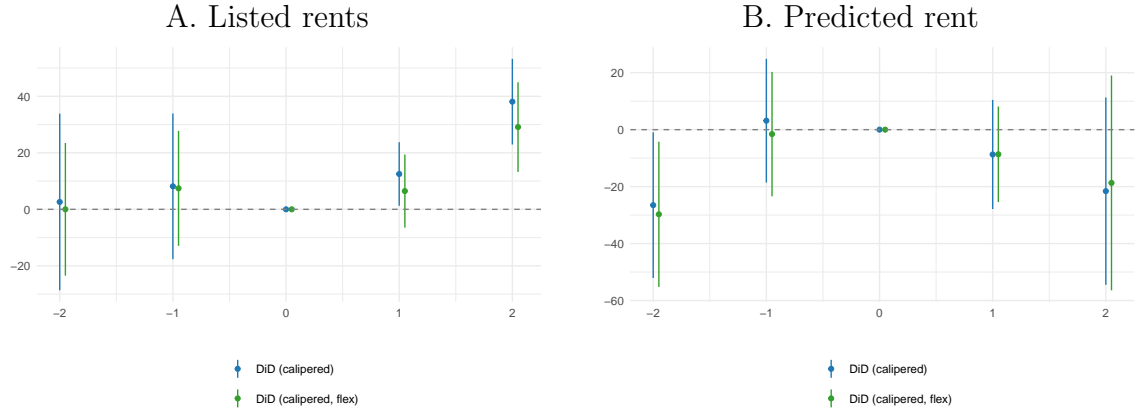 A. Listed rents
40
20
0
−20
−2 −1 0 1 2
DiD (calipered)
DiD (calipered, flex)
B. Predicted rent
20
0
−20
−40
−60
−2 −1 0 1 2
DiD (calipered)
DiD (calipered, flex)